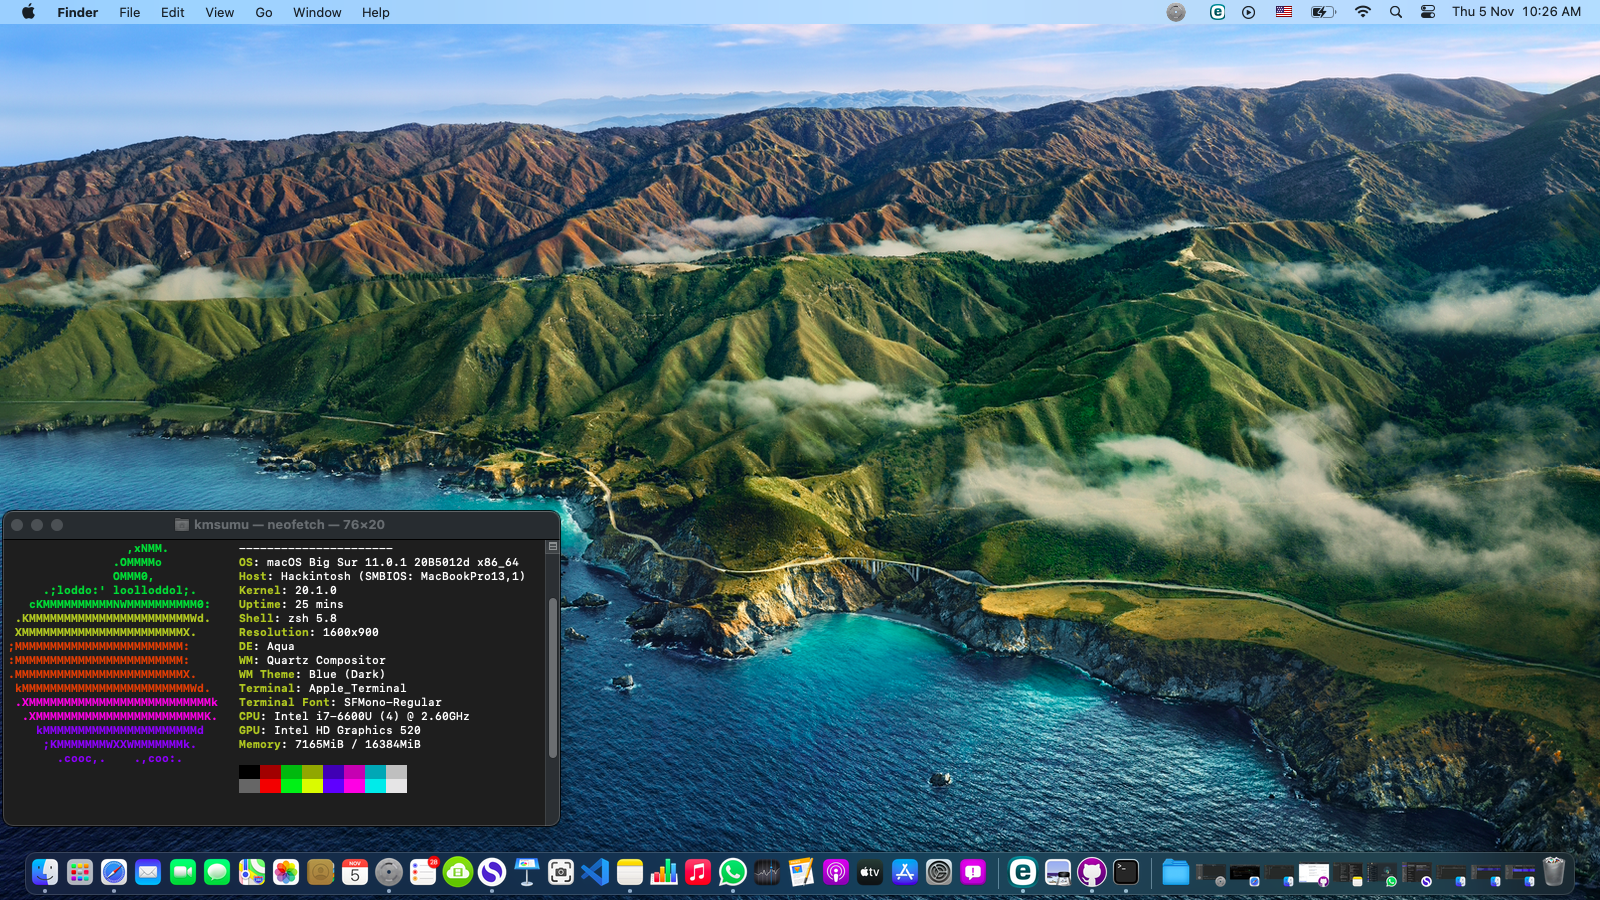 Finder File Edit View Go Window Help
Thu 5 Nov 10:26 AM
kmsumu — neofetch — 76×20
,xNMM.
.OMMMMo
OMMM0,
.;loddo:' loolloddol;.
cKMMMMMMMMMMNWMMMMMMMMMM0:
.KMMMMMMMMMMMMMMMMMMMMMMMWd.
XMMMMMMMMMMMMMMMMMMMMMMMX.
;MMMMMMMMMMMMMMMMMMMMMMMM:
:MMMMMMMMMMMMMMMMMMMMMMMM:
.MMMMMMMMMMMMMMMMMMMMMMMMX.
kMMMMMMMMMMMMMMMMMMMMMMMMWd.
.XMMMMMMMMMMMMMMMMMMMMMMMMMMk
.XMMMMMMMMMMMMMMMMMMMMMMMMK.
kMMMMMMMMMMMMMMMMMMMMMMd
;KMMMMMMMWXXWMMMMMMMk.
.cooc,. .,coo:.
----------------------
OS: macOS Big Sur 11.0.1 20B5012d x86_64
Host: Hackintosh (SMBIOS: MacBookPro13,1)
Kernel: 20.1.0
Uptime: 25 mins
Shell: zsh 5.8
Resolution: 1600x900
DE: Aqua
WM: Quartz Compositor
WM Theme: Blue (Dark)
Terminal: Apple_Terminal
Terminal Font: SFMono-Regular
CPU: Intel i7-6600U (4) @ 2.60GHz
GPU: Intel HD Graphics 520
Memory: 7165MiB / 16384MiB
NOV
5
28
tv